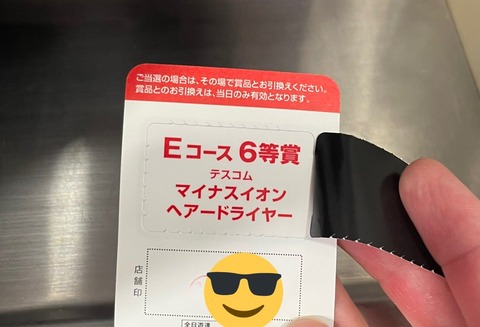 ご当選の場合は、その場で賞品とお引換えください。
賞品とのお引換えは、当日のみ有効となります。
Eコース 6等賞
テスコム
マイナスイオン
ヘアードライヤー
店舗印